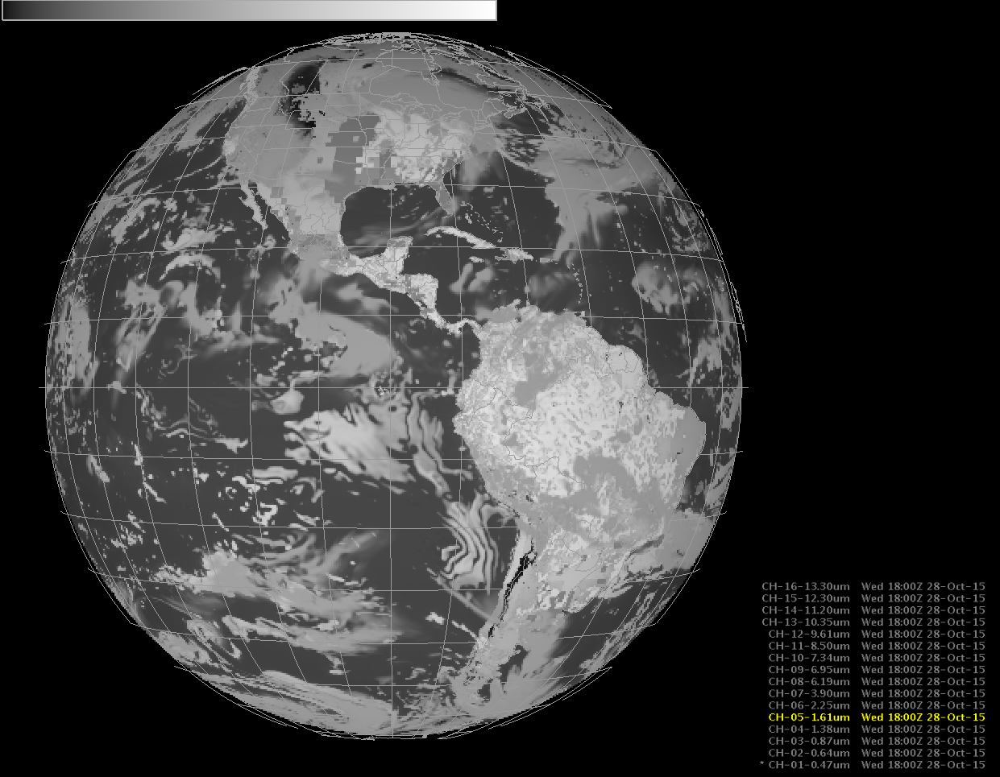 CH-16-13.30um Wed 18:00Z 28-Oct-15
CH-15-12.30um Wed 18:00Z 28-Oct-15
CH-14-11.20um Wed 18:00Z 28-Oct-15
CH-13-10.35um Wed 18:00Z 28-Oct-15
CH-12-9.61um Wed 18:00Z 28-Oct-15
CH-11-8.50um Wed 18:00Z 28-Oct-15
CH-10-7.34um Wed 18:00Z 28-Oct-15
CH-09-6.95um Wed 18:00Z 28-Oct-15
CH-08-6.19um Wed 18:00Z 28-Oct-15
CH-07-3.90um Wed 18:00Z 28-Oct-15
CH-06-2.25um Wed 18:00Z 28-Oct-15
CH-05-1.61um Wed 18:00Z 28-Oct-15
CH-04-1.38um Wed 18:00Z 28-Oct-15
CH-03-0.87um Wed 18:00Z 28-Oct-15
CH-02-0.64um Wed 18:00Z 28-Oct-15
* CH-01-0.47um Wed 18:00Z 28-Oct-15